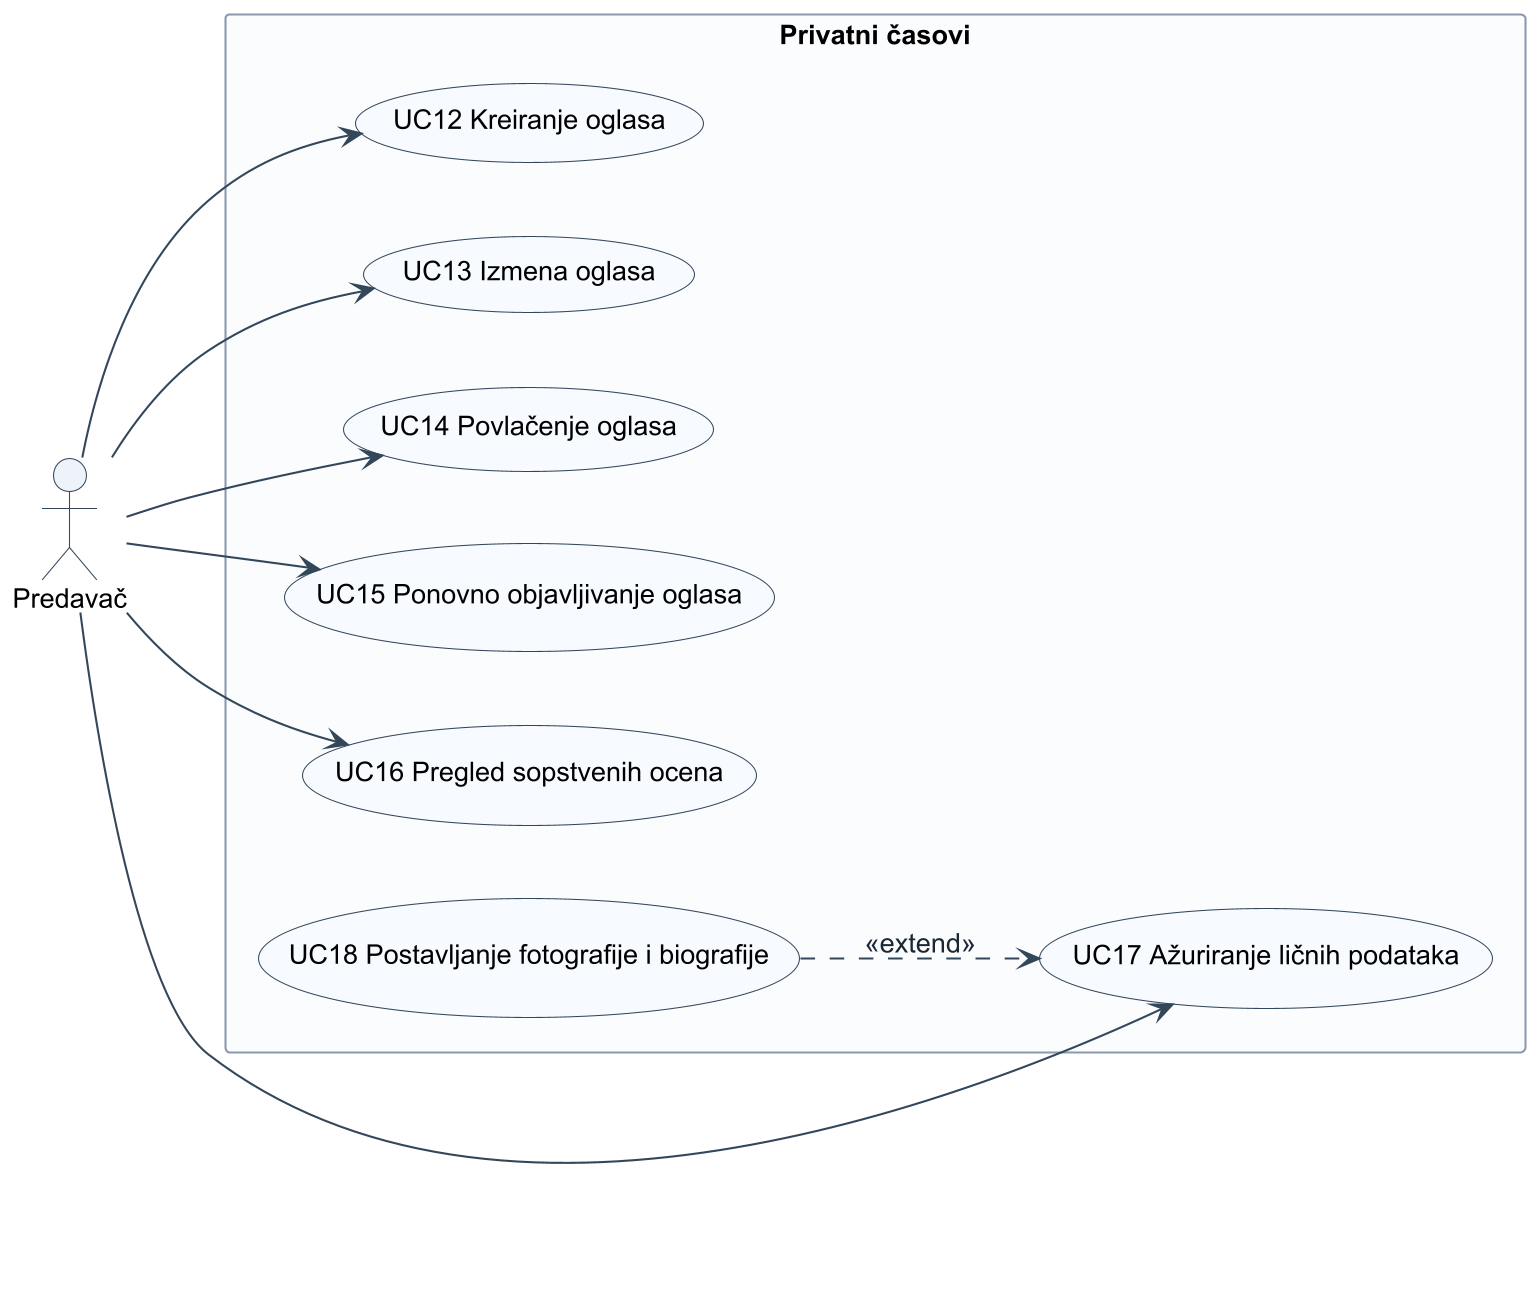 Privatni časovi
UC12 Kreiranje oglasa
UC13 Izmena oglasa
UC14 Povlačenje oglasa
UC15 Ponovno objavljivanje oglasa
Predavač
UC16 Pregled sopstvenih ocena
UC18 Postavljanje fotografije i biografije
«extend»
UC17 Ažuriranje ličnih podataka